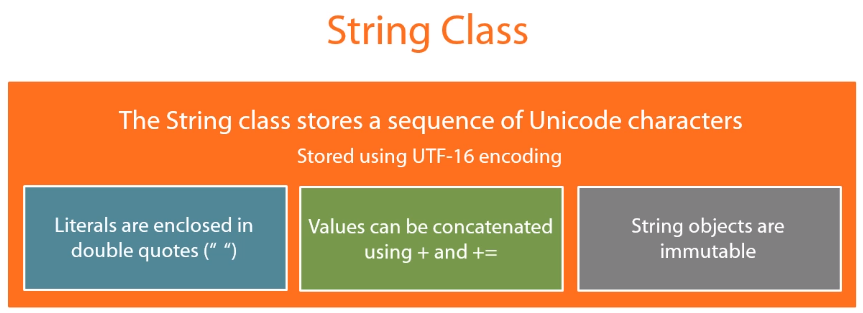 String Class
The String class stores a sequence of Unicode characters
Stored using UTF-16 encoding
Literals are enclosed in
double quotes (” “)
Values can be concatenated
using + and +=
String objects are
immutable